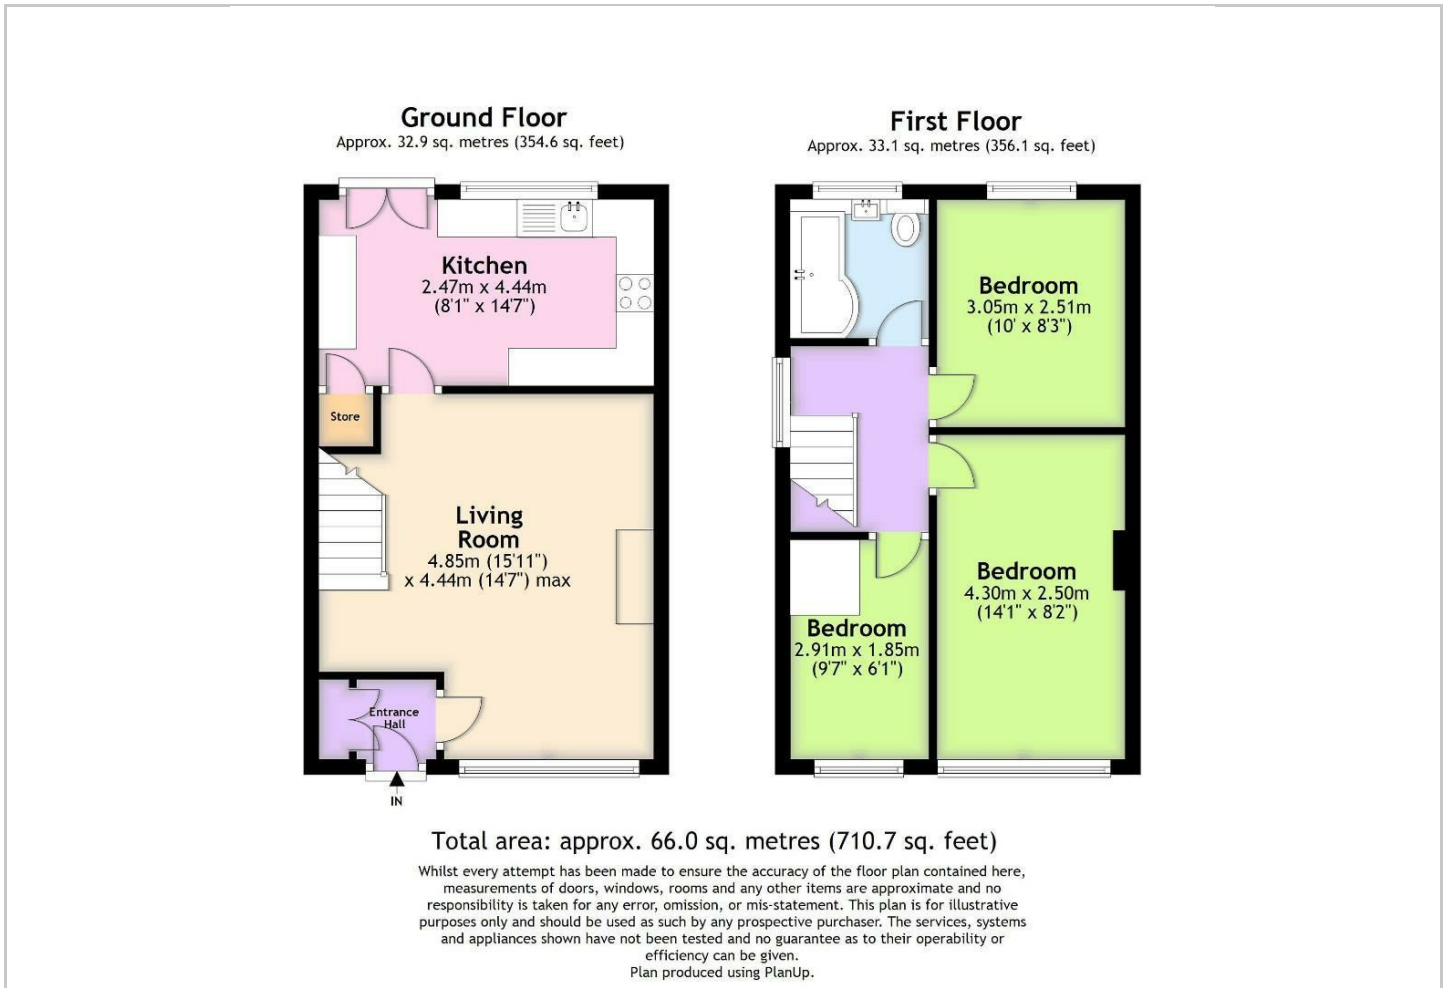 Ground Floor
Approx. 32.9 sq. metres (354.6 sq. feet)
Kitchen
2.47m x 4.44m
(8'1" x 14'7")
Store
Living
Room
4.85m (15'11")
x 4.44m (14'7") max
Entrance
Hall
IN
First Floor
Approx. 33.1 sq. metres (356.1 sq. feet)
Bedroom
3.05m x 2.51m
(10' x 8'3")
Bedroom
4.30m x 2.50m
(14'1" x 8'2")
Bedroom
2.91m x 1.85m
(9'7" x 6'1")
Total area: approx. 66.0 sq. metres (710.7 sq. feet)
Whilst every attempt has been made to ensure the accuracy of the floor plan contained here,
measurements of doors, windows, rooms and any other items are approximate and no
responsibility is taken for any error, omission, or mis-statement. This plan is for illustrative
purposes only and should be used as such by any prospective purchaser. The services, systems
and appliances shown have not been tested and no guarantee as to their operability or
efficiency can be given.
Plan produced using PlanUp.